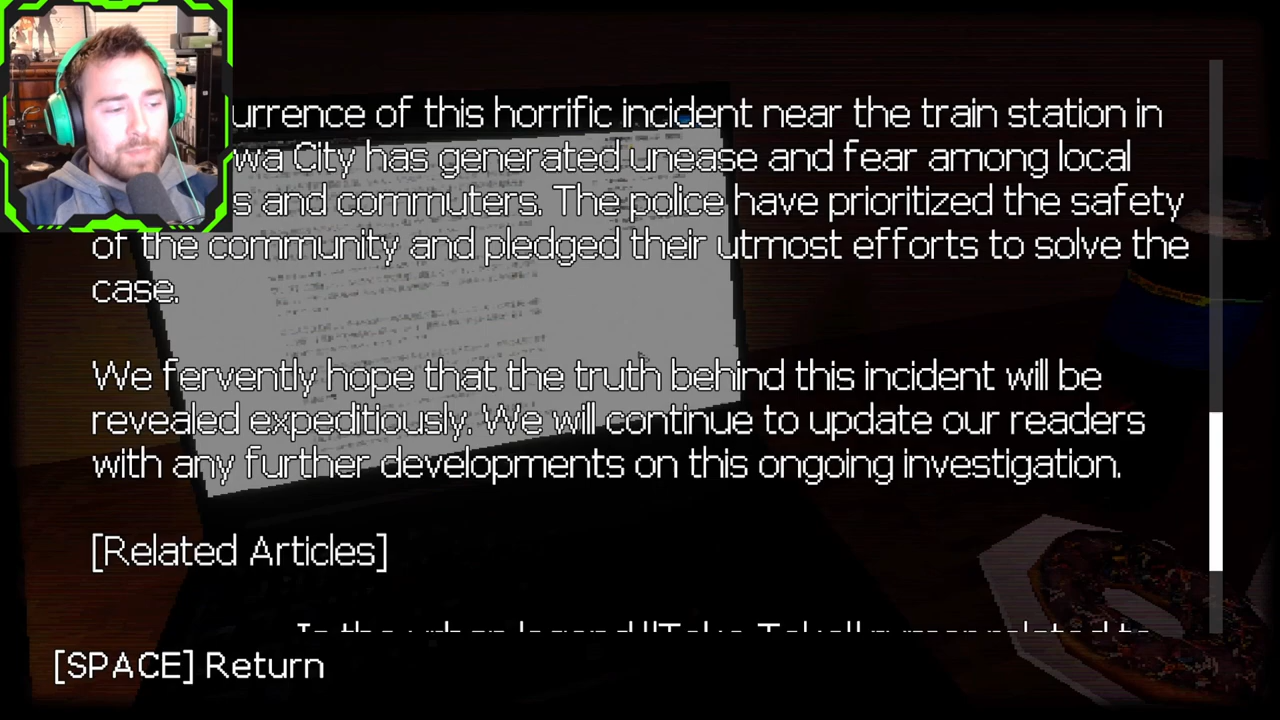 urrence of this horrific incident near the train station in
wa City has generated unease and fear among local
s and commuters. The police have prioritized the safety
of the community and pledged their utmost efforts to solve the
case.
We fervently hope that the truth behind this incident will be
revealed expeditiously. We will continue to update our readers
with any further developments on this ongoing investigation.
[Related Articles]
[SPACE] Return